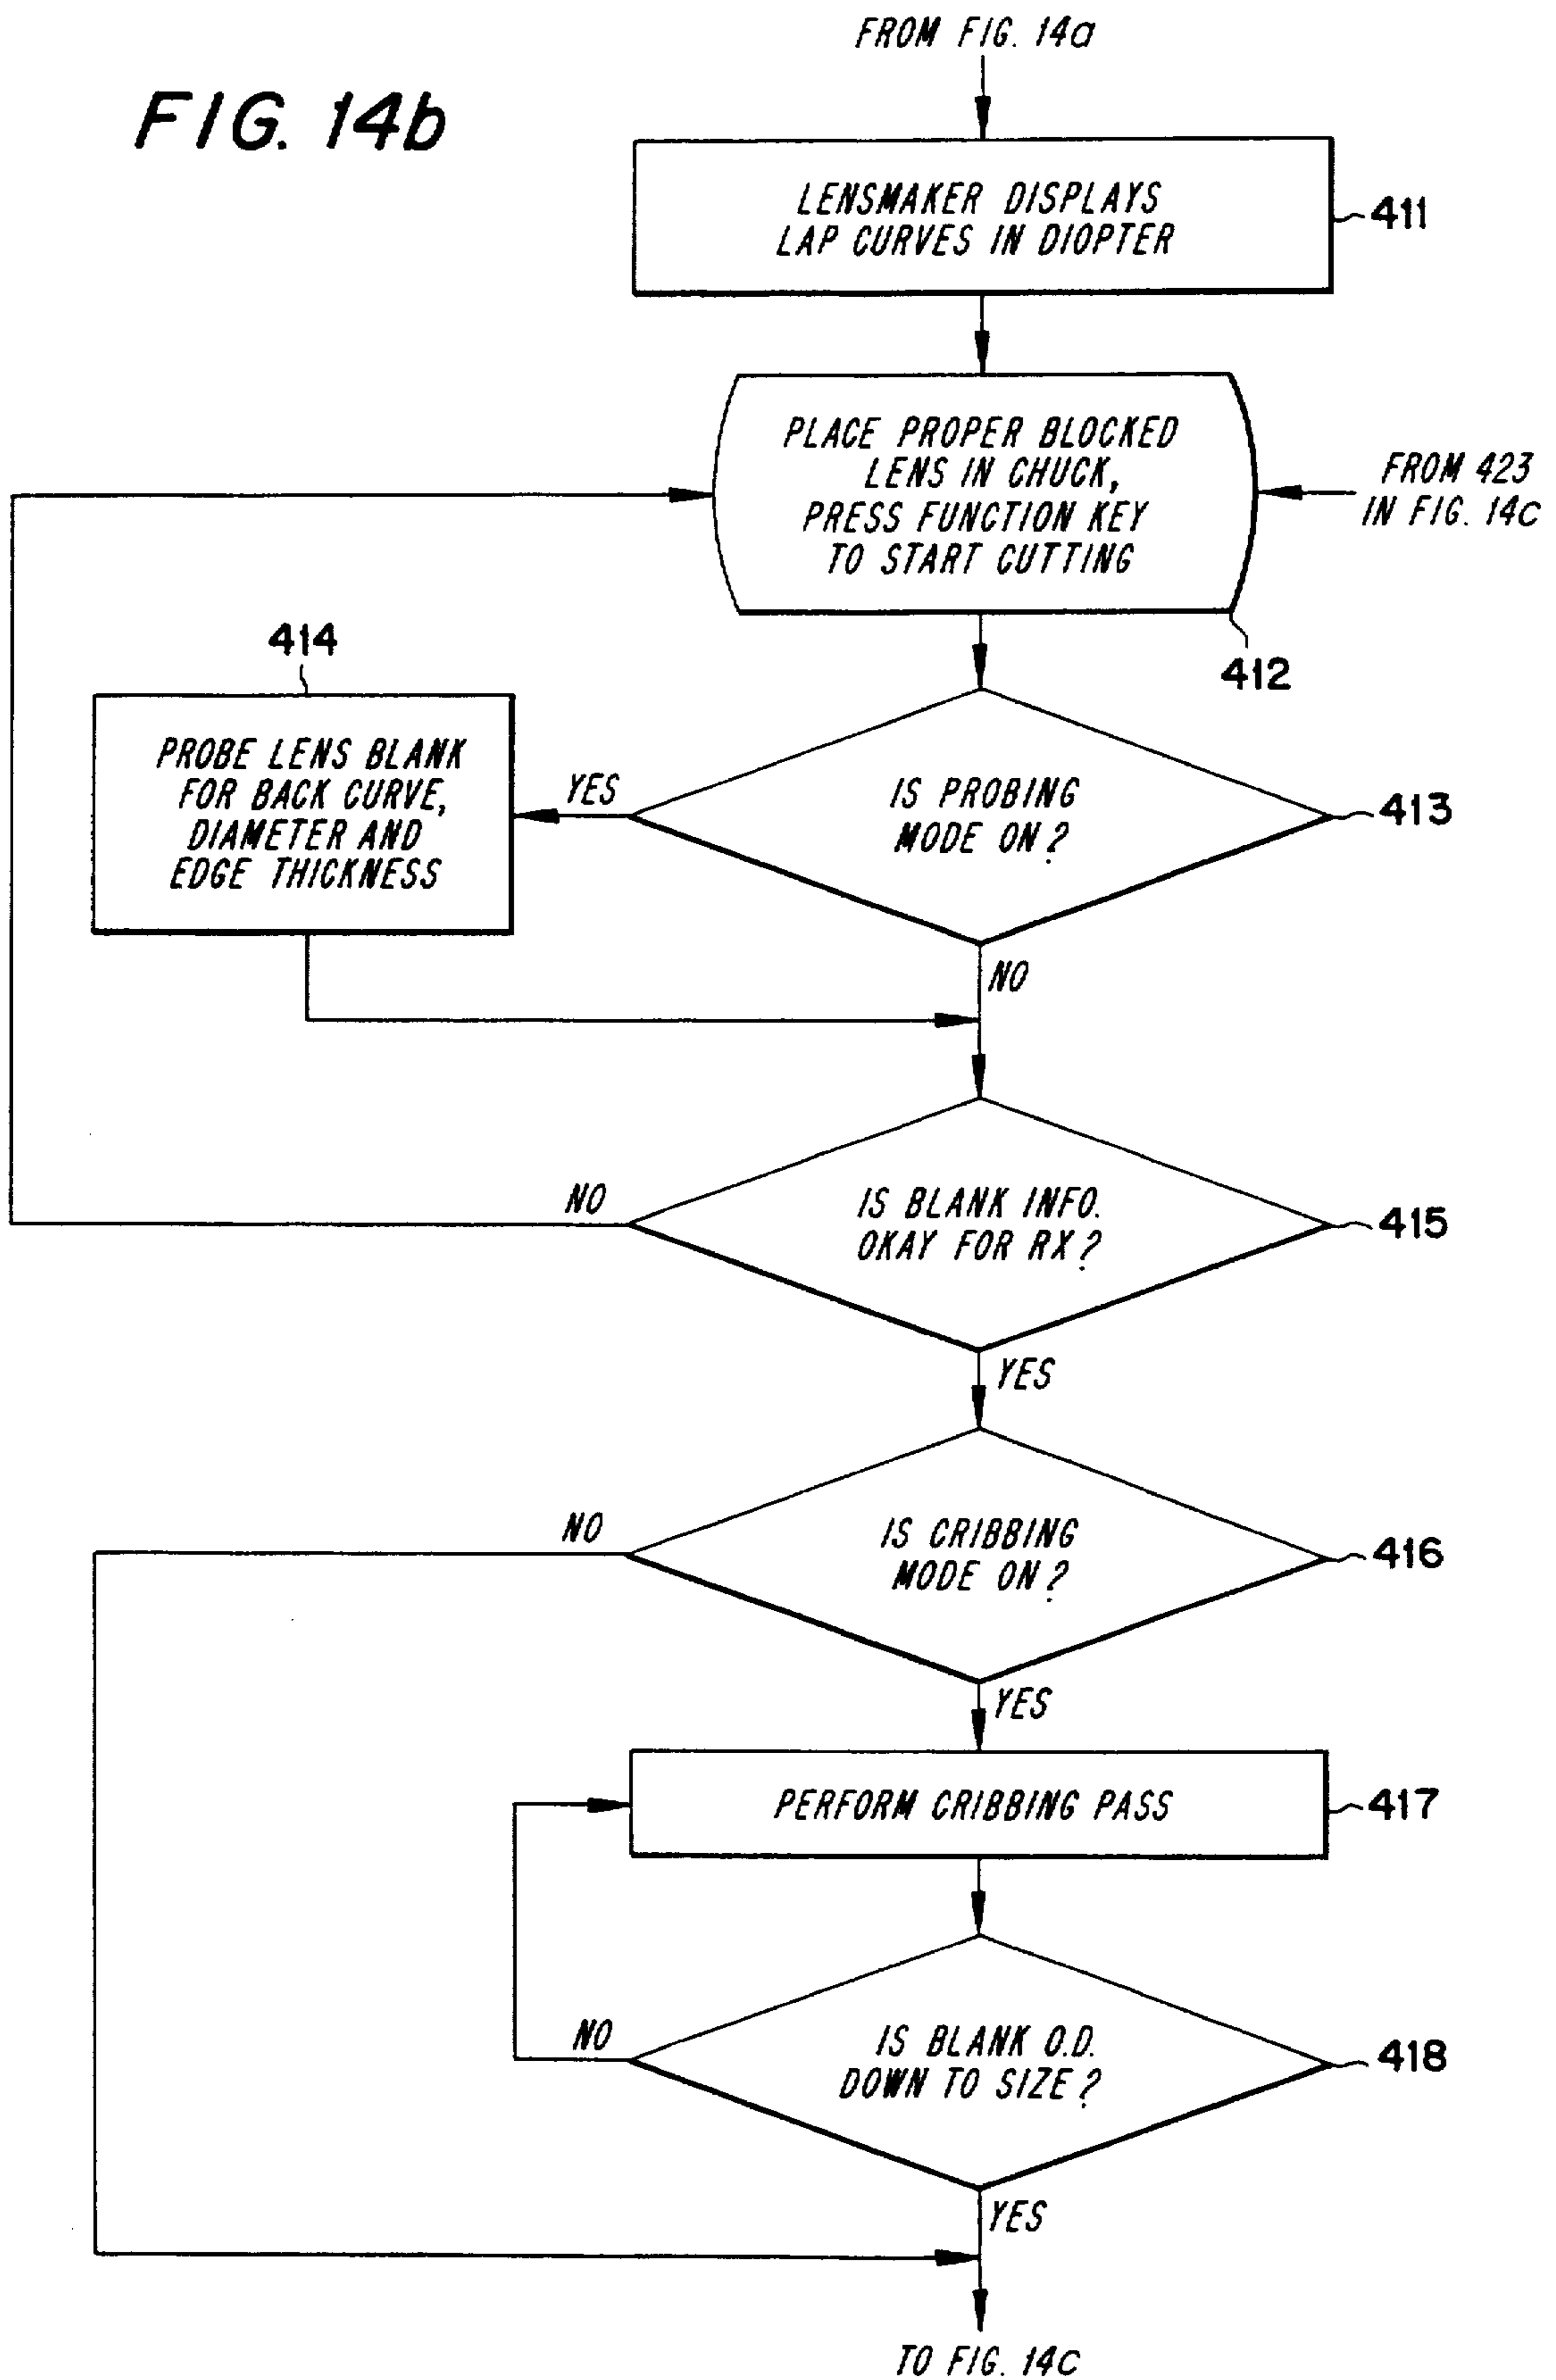 FROM FIG. 14a
FIG. 14b
LENSMAKER DISPLAYS
LAP CURVES IN DIOPTER
411
PLACE PROPER BLOCKED
LENS IN CHUCK,
PRESS FUNCTION KEY
TO START CUTTING
FROM 423
IN FIG. 14c
412
414
PROBE LENS BLANK
FOR BACK CURVE,
DIAMETER AND
EDGE THICKNESS
YES
IS PROBING
MODE ON?
413
NO
NO
IS BLANK INFO.
OKAY FOR RX?
415
YES
NO
IS CRIBBING
MODE ON?
416
YES
PERFORM CRIBBING PASS
417
NO
IS BLANK O.D.
DOWN TO SIZE?
418
YES
TO FIG. 14c